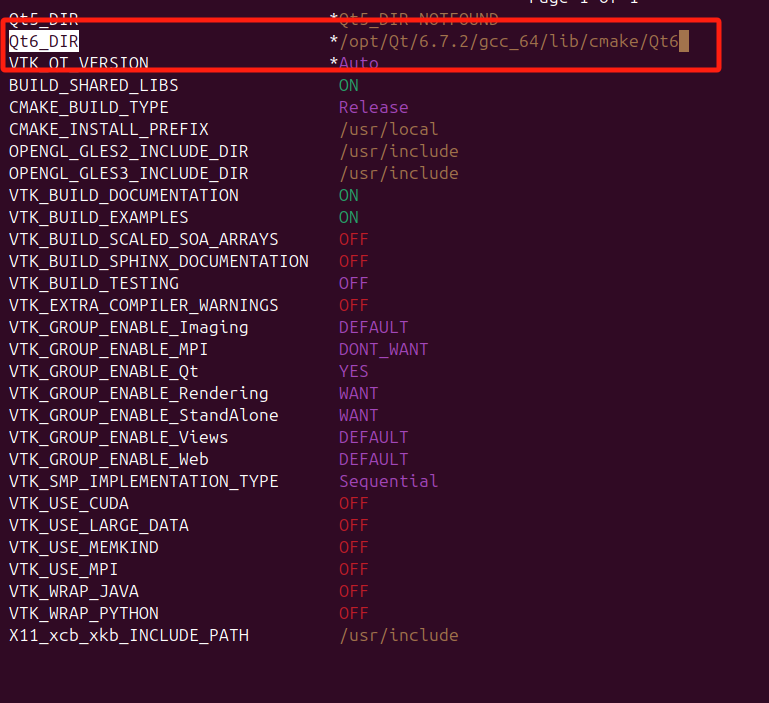 Page 1 of 1
Qt5_DIR *Qt5_DIR-NOTFOUND
Qt6_DIR */opt/Qt/6.7.2/gcc_64/lib/cmake/Qt6
VTK_QT_VERSION *Auto
BUILD_SHARED_LIBS ON
CMAKE_BUILD_TYPE Release
CMAKE_INSTALL_PREFIX /usr/local
OPENGL_GLES2_INCLUDE_DIR /usr/include
OPENGL_GLES3_INCLUDE_DIR /usr/include
VTK_BUILD_DOCUMENTATION ON
VTK_BUILD_EXAMPLES ON
VTK_BUILD_SCALED_SOA_ARRAYS OFF
VTK_BUILD_SPHINX_DOCUMENTATION OFF
VTK_BUILD_TESTING OFF
VTK_EXTRA_COMPILER_WARNINGS OFF
VTK_GROUP_ENABLE_Imaging DEFAULT
VTK_GROUP_ENABLE_MPI DONT_WANT
VTK_GROUP_ENABLE_Qt YES
VTK_GROUP_ENABLE_Rendering WANT
VTK_GROUP_ENABLE_StandAlone WANT
VTK_GROUP_ENABLE_Views DEFAULT
VTK_GROUP_ENABLE_Web DEFAULT
VTK_SMP_IMPLEMENTATION_TYPE Sequential
VTK_USE_CUDA OFF
VTK_USE_LARGE_DATA OFF
VTK_USE_MEMKIND OFF
VTK_USE_MPI OFF
VTK_WRAP_JAVA OFF
VTK_WRAP_PYTHON OFF
X11_xcb_xkb_INCLUDE_PATH /usr/include